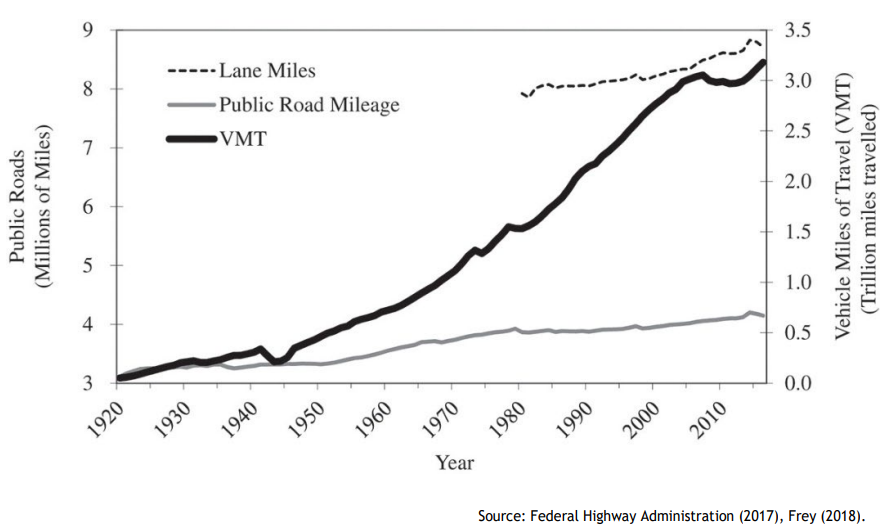 9
8
7
6
5
4
3
Public Roads
(Millions of Miles)
Lane Miles
Public Road Mileage
VMT
3.5
3.0
2.5
2.0
1.5
1.0
0.5
0.0
Vehicle Miles of Travel (VMT)
(Trillion miles travelled)
1920
1930
1940
1950
1960
1970
1980
1990
2000
2010
Year
Source: Federal Highway Administration (2017), Frey (2018).